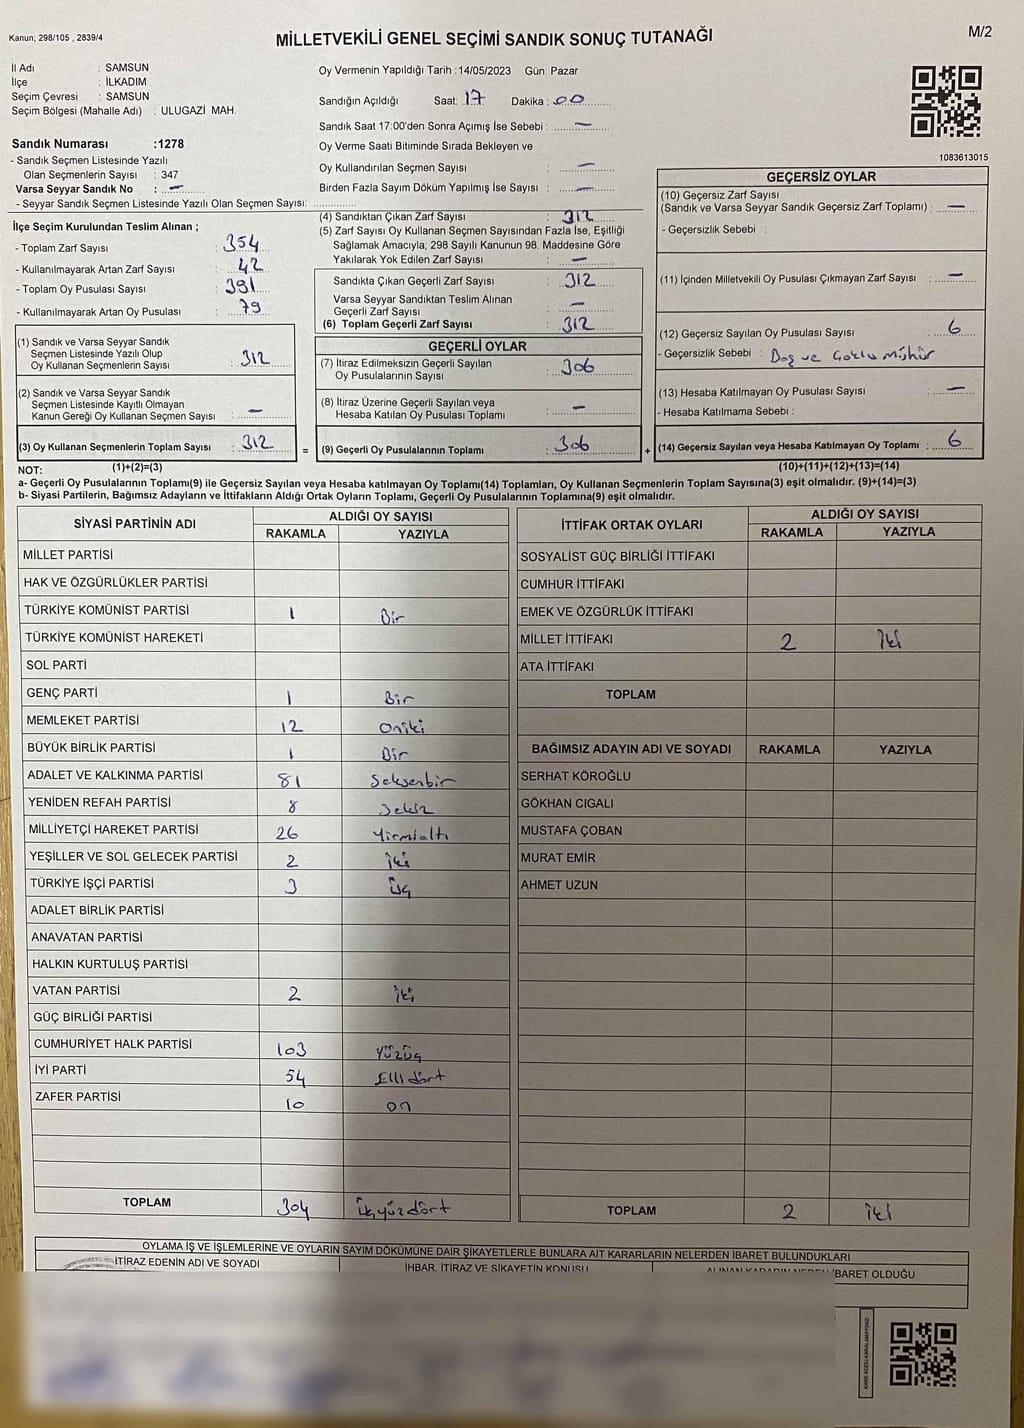 Kanun; 298/105 , 2839/4
MİLLETVEKİLİ GENEL SEÇİMİ SANDIK SONUÇ TUTANAĞI
M/2
İl Adı : SAMSUN
İlçe : İLKADIM
Seçim Çevresi : SAMSUN
Seçim Bölgesi (Mahalle Adı) : ULUGAZİ MAH.
Sandık Numarası :1278
- Sandık Seçmen Listesinde Yazılı
Olan Seçmenlerin Sayısı : 347
Varsa Seyyar Sandık No : —
- Seyyar Sandık Seçmen Listesinde Yazılı Olan Seçmen Sayısı:
Oy Vermenin Yapıldığı Tarih :14/05/2023 Gün: Pazar
Sandığın Açıldığı Saat: 17 Dakika : 00
Sandık Saat 17:00'den Sonra Açımış İse Sebebi : —
Oy Verme Saati Bitiminde Sırada Bekleyen ve
Oy Kullandırılan Seçmen Sayısı : —
Birden Fazla Sayım Döküm Yapılmış İse Sayısı : —
1083613015
İlçe Seçim Kurulundan Teslim Alınan ;
- Toplam Zarf Sayısı : 354
- Kullanılmayarak Artan Zarf Sayısı : 42
- Toplam Oy Pusulası Sayısı : 391
- Kullanılmayarak Artan Oy Pusulası : 79
(1) Sandık ve Varsa Seyyar Sandık
Seçmen Listesinde Yazılı Olup
Oy Kullanan Seçmenlerin Sayısı : 312
(2) Sandık ve Varsa Seyyar Sandık
Seçmen Listesinde Kayıtlı Olmayan
Kanun Gereği Oy Kullanan Seçmen Sayısı : —
(3) Oy Kullanan Seçmenlerin Toplam Sayısı : 312
(4) Sandıktan Çıkan Zarf Sayısı : 312
(5) Zarf Sayısı Oy Kullanan Seçmen Sayısından Fazla İse, Eşitliği
Sağlamak Amacıyla; 298 Sayılı Kanunun 98. Maddesine Göre
Yakılarak Yok Edilen Zarf Sayısı : —
Sandıkta Çıkan Geçerli Zarf Sayısı : 312
Varsa Seyyar Sandıktan Teslim Alınan
Geçerli Zarf Sayısı : —
(6) Toplam Geçerli Zarf Sayısı : 312
GEÇERLİ OYLAR
(7) İtiraz Edilmeksizin Geçerli Sayılan
Oy Pusulalarının Sayısı : 306
(8) İtiraz Üzerine Geçerli Sayılan veya
Hesaba Katılan Oy Pusulası Toplamı : —
= (9) Geçerli Oy Pusulalarının Toplamı : 306
GEÇERSİZ OYLAR
(10) Geçersiz Zarf Sayısı
(Sandık ve Varsa Seyyar Sandık Geçersiz Zarf Toplamı) : —
- Geçersizlik Sebebi :
(11) İçinden Milletvekili Oy Pusulası Çıkmayan Zarf Sayısı : —
(12) Geçersiz Sayılan Oy Pusulası Sayısı : 6
- Geçersizlik Sebebi : Boş ve Çoklu Mühür
(13) Hesaba Katılmayan Oy Pusulası Sayısı : —
- Hesaba Katılmama Sebebi :
+ (14) Geçersiz Sayılan veya Hesaba Katılmayan Oy Toplamı : 6
NOT: (1)+(2)=(3) (10)+(11)+(12)+(13)=(14)
a- Geçerli Oy Pusulalarının Toplamı(9) ile Geçersiz Sayılan veya Hesaba katılmayan Oy Toplamı(14) Toplamları, Oy Kullanan Seçmenlerin Toplam Sayısına(3) eşit olmalıdır. (9)+(14)=(3)
b- Siyasi Partilerin, Bağımsız Adayların ve İttifakların Aldığı Ortak Oyların Toplamı, Geçerli Oy Pusulalarının Toplamına(9) eşit olmalıdır.
SİYASİ PARTİNİN ADI ALDIĞI OY SAYISI
RAKAMLA YAZIYLA
MİLLET PARTİSİ
HAK VE ÖZGÜRLÜKLER PARTİSİ
TÜRKİYE KOMÜNİST PARTİSİ 1 Bir
TÜRKİYE KOMÜNİST HAREKETİ
SOL PARTİ
GENÇ PARTİ 1 Bir
MEMLEKET PARTİSİ 12 Oniki
BÜYÜK BİRLİK PARTİSİ 1 Bir
ADALET VE KALKINMA PARTİSİ 81 Seksenbir
YENİDEN REFAH PARTİSİ 8 Sekiz
MİLLİYETÇİ HAREKET PARTİSİ 26 Yirmialtı
YEŞİLLER VE SOL GELECEK PARTİSİ 2 İki
TÜRKİYE İŞÇİ PARTİSİ 3 Üç
ADALET BİRLİK PARTİSİ
ANAVATAN PARTİSİ
HALKIN KURTULUŞ PARTİSİ
VATAN PARTİSİ 2 İki
GÜÇ BİRLİĞİ PARTİSİ
CUMHURİYET HALK PARTİSİ 103 Yüzüç
İYİ PARTİ 54 Elli dört
ZAFER PARTİSİ 10 on
TOPLAM 304 üçyüzdört
İTTİFAK ORTAK OYLARI ALDIĞI OY SAYISI
RAKAMLA YAZIYLA
SOSYALİST GÜÇ BİRLİĞİ İTTİFAKI
CUMHUR İTTİFAKI
EMEK VE ÖZGÜRLÜK İTTİFAKI
MİLLET İTTİFAKI 2 İki
ATA İTTİFAKI
TOPLAM
BAĞIMSIZ ADAYIN ADI VE SOYADI RAKAMLA YAZIYLA
SERHAT KÖROĞLU
GÖKHAN CIGALI
MUSTAFA ÇOBAN
MURAT EMİR
AHMET UZUN
TOPLAM 2 İki
OYLAMA İŞ VE İŞLEMLERİNE VE OYLARIN SAYIM DÖKÜMÜNE DAİR ŞİKAYETLERLE BUNLARA AİT KARARLARIN NELERDEN İBARET BULUNDUKLARI
İTİRAZ EDENİN ADI VE SOYADI İHBAR, İTİRAZ VE ŞİKAYETİN KONUSU ALINAN KARARIN NEDEN İBARET OLDUĞU